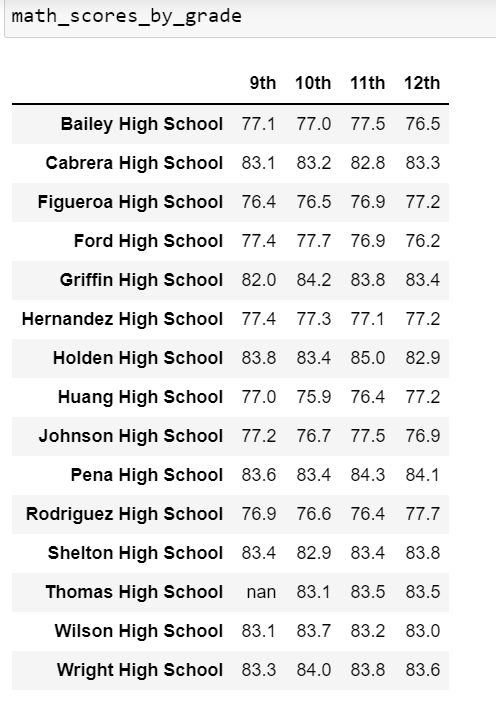 math_scores_by_grade
9th 10th 11th 12th
Bailey High School 77.1 77.0 77.5 76.5
Cabrera High School 83.1 83.2 82.8 83.3
Figueroa High School 76.4 76.5 76.9 77.2
Ford High School 77.4 77.7 76.9 76.2
Griffin High School 82.0 84.2 83.8 83.4
Hernandez High School 77.4 77.3 77.1 77.2
Holden High School 83.8 83.4 85.0 82.9
Huang High School 77.0 75.9 76.4 77.2
Johnson High School 77.2 76.7 77.5 76.9
Pena High School 83.6 83.4 84.3 84.1
Rodriguez High School 76.9 76.6 76.4 77.7
Shelton High School 83.4 82.9 83.4 83.8
Thomas High School nan 83.1 83.5 83.5
Wilson High School 83.1 83.7 83.2 83.0
Wright High School 83.3 84.0 83.8 83.6